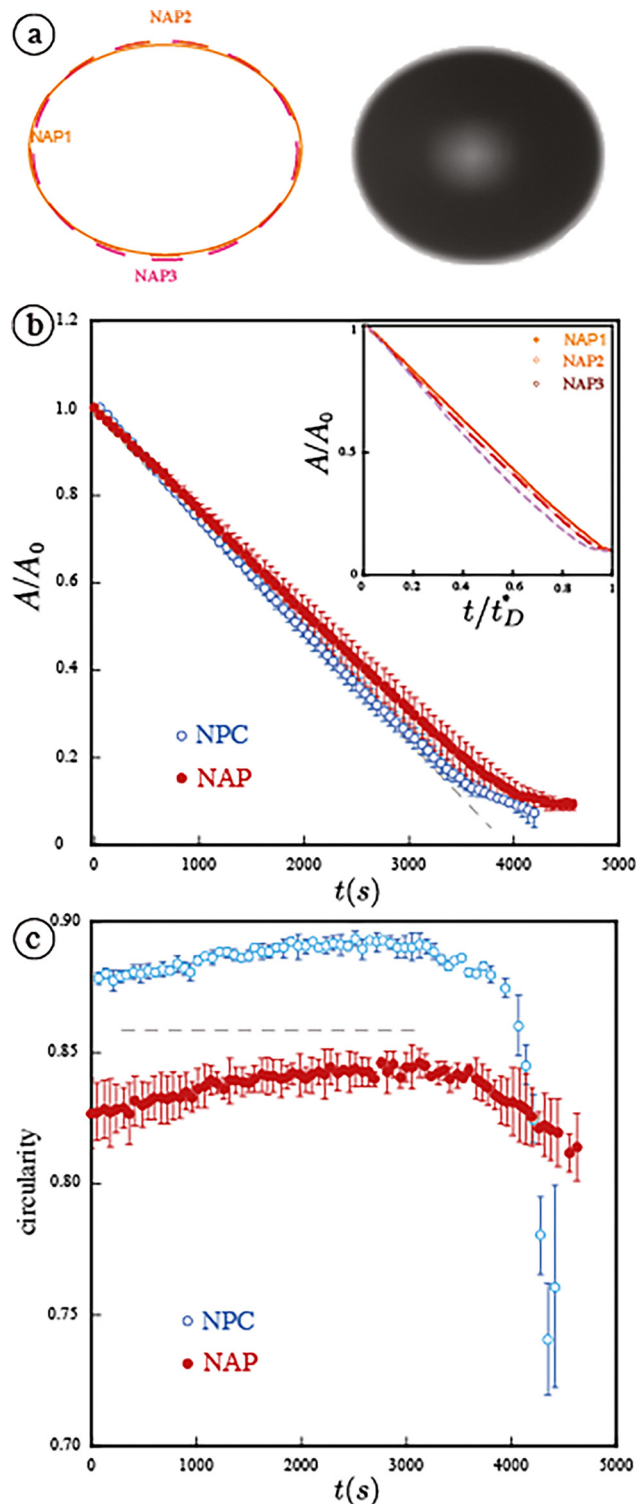 a
NAP2
NAP1
NAP3
b
1.2
1.0
0.8
0.6
0.4
0.2
0
A/A₀
NPC
NAP
0 1000 2000 3000 4000 5000
t(s)
1
0.5
0
A/A₀
NAP1
NAP2
NAP3
0 0.2 0.4 0.6 0.8 1
t/t*D
c
0.90
0.85
0.80
0.75
0.70
circularity
NPC
NAP
0 1000 2000 3000 4000 5000
t(s)